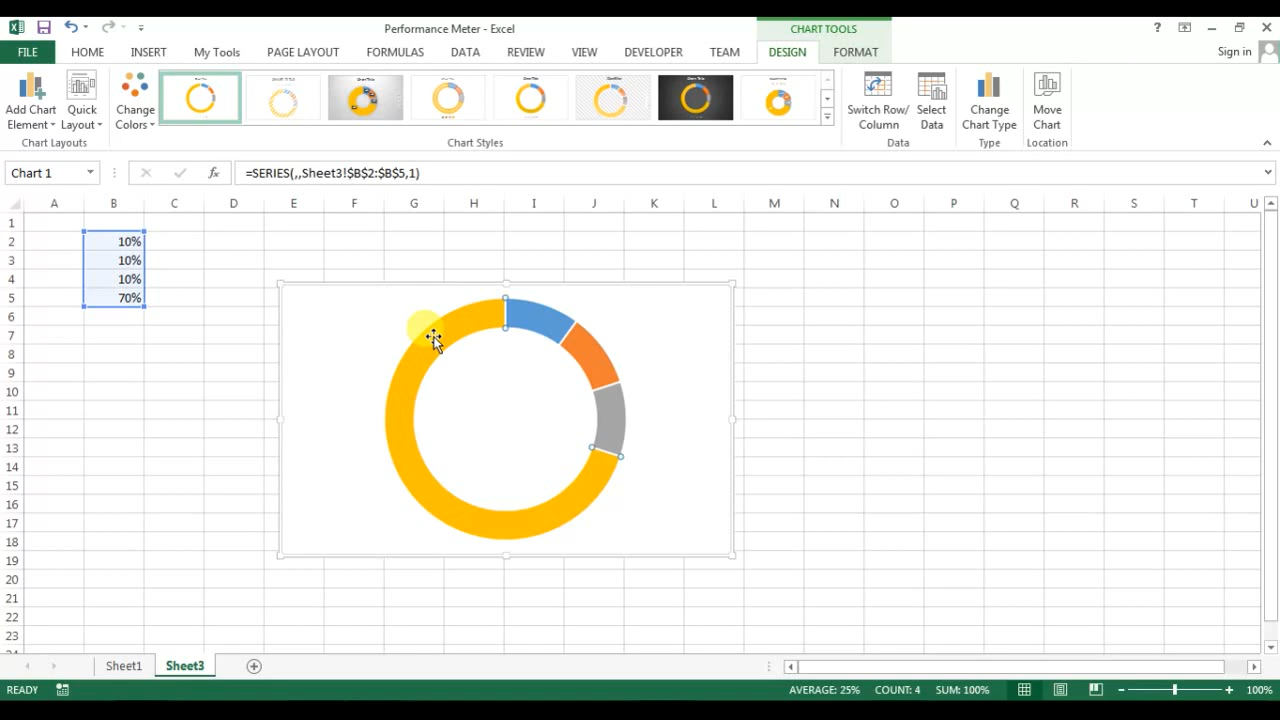 Performance Meter - Excel
CHART TOOLS
?
FILE
HOME
INSERT
My Tools
PAGE LAYOUT
FORMULAS
DATA
REVIEW
VIEW
DEVELOPER
TEAM
DESIGN
FORMAT
Sign in
Add Chart
Element
Quick
Layout
Change
Colors
Switch Row/
Column
Select
Data
Change
Chart Type
Move
Chart
Chart Layouts
Chart Styles
Data
Type
Location
Chart 1
fx
=SERIES(,,Sheet3!$B$2:$B$5,1)
A B C D E F G H I J K L M N O P Q R S T U
1
2 10%
3 10%
4 10%
5 70%
6
7
8
9
10
11
12
13
14
15
16
17
18
19
20
21
22
23
Sheet1
Sheet3
READY
AVERAGE: 25%
COUNT: 4
SUM: 100%
100%